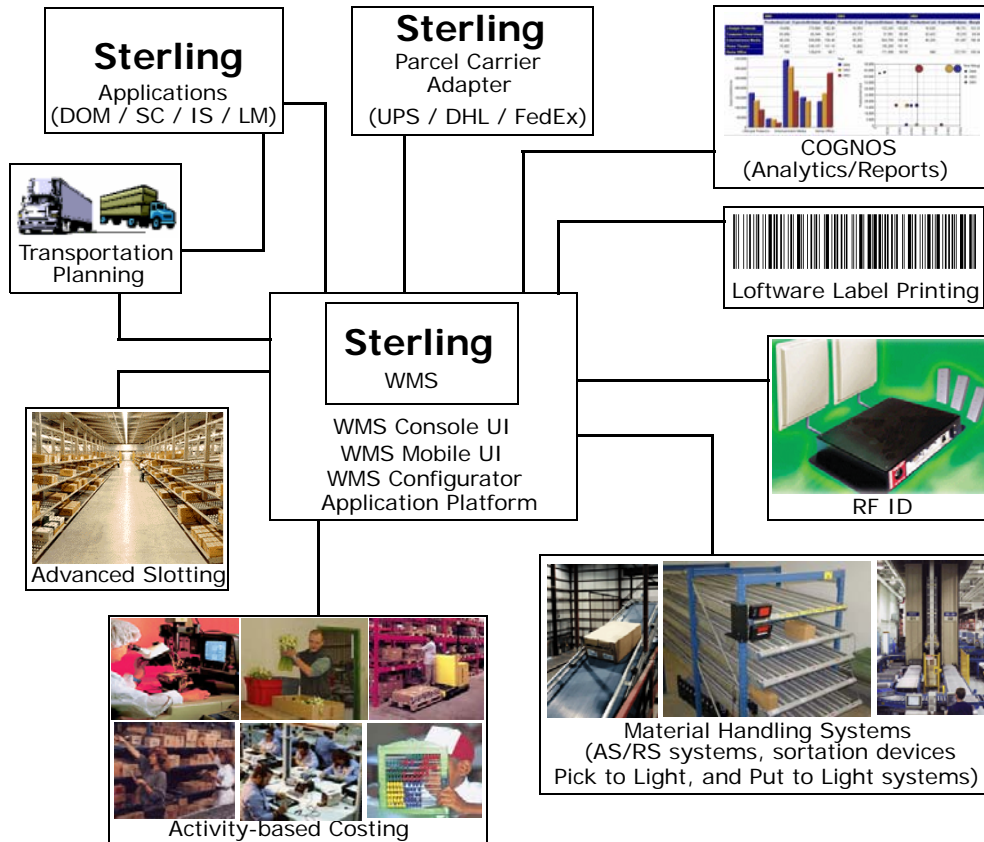 Sterling
Applications
(DOM / SC / IS / LM)
Sterling
Parcel Carrier
Adapter
(UPS / DHL / FedEx)
COGNOS
(Analytics/Reports)
Transportation
Planning
Loftware Label Printing
Sterling
WMS
WMS Console UI
WMS Mobile UI
WMS Configurator
Application Platform
RF ID
Advanced Slotting
Material Handling Systems
(AS/RS systems, sortation devices
Pick to Light, and Put to Light systems)
Activity-based Costing